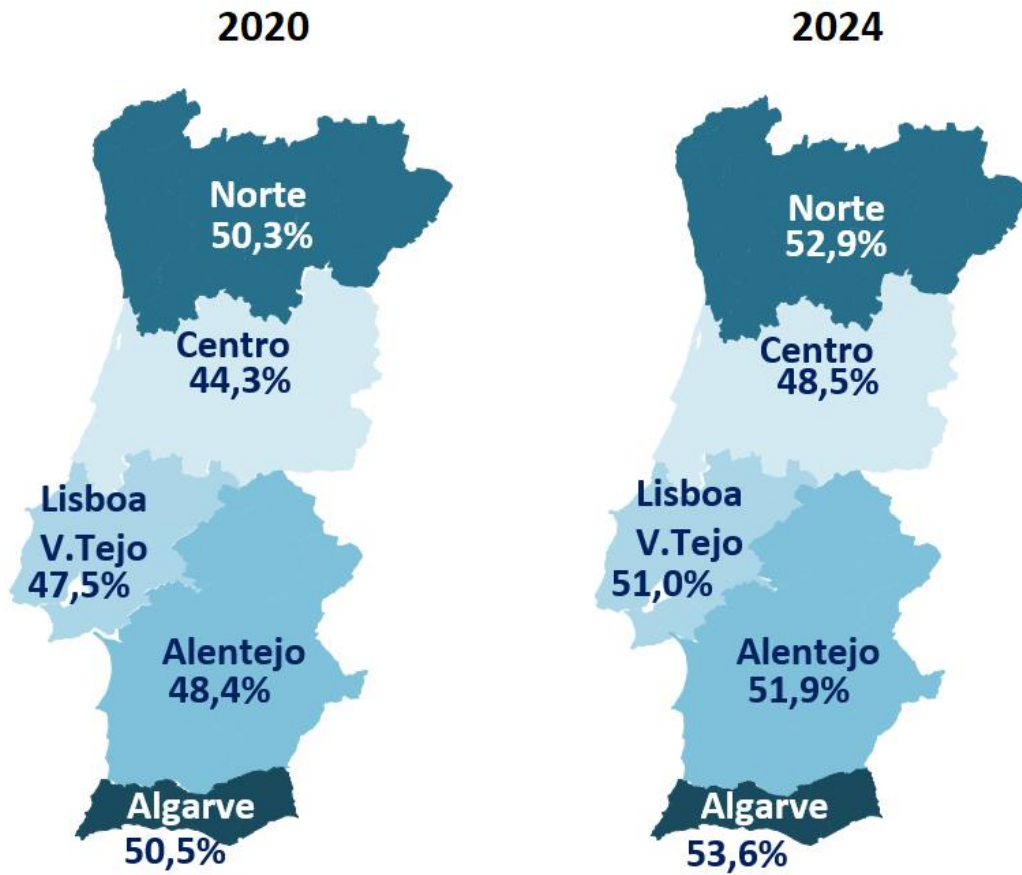 2020
Norte
50,3%
Centro
44,3%
Lisboa
V.Tejo
47,5%
Alentejo
48,4%
Algarve
50,5%
2024
Norte
52,9%
Centro
48,5%
Lisboa
V.Tejo
51,0%
Alentejo
51,9%
Algarve
53,6%